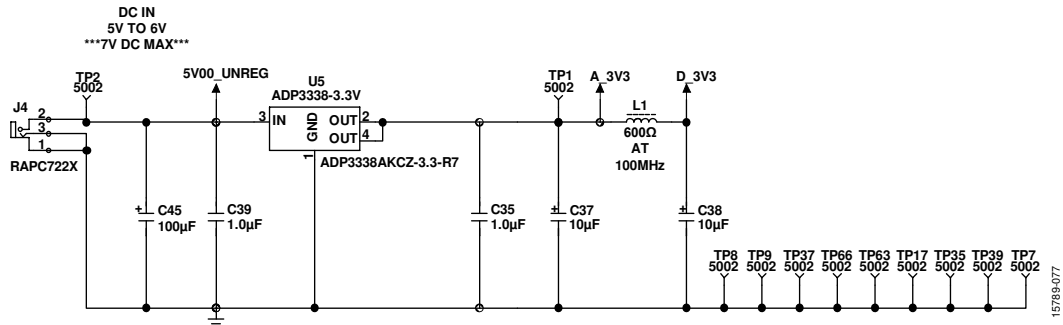 DC IN
5V TO 6V
***7V DC MAX***
TP2
5002
5V00_UNREG
U5
ADP3338-3.3V
TP1
5002
A_3V3
D_3V3
J4
2
3
1
RAPC722X
3
IN
GND
OUT
2
OUT
4
1
ADP3338AKCZ-3.3-R7
L1
600Ω
AT
100MHz
+
C45
100µF
C39
1.0µF
C35
1.0µF
+
C37
10µF
+
C38
10µF
TP8
5002
TP9
5002
TP37
5002
TP66
5002
TP63
5002
TP17
5002
TP35
5002
TP39
5002
TP7
5002
15789-077